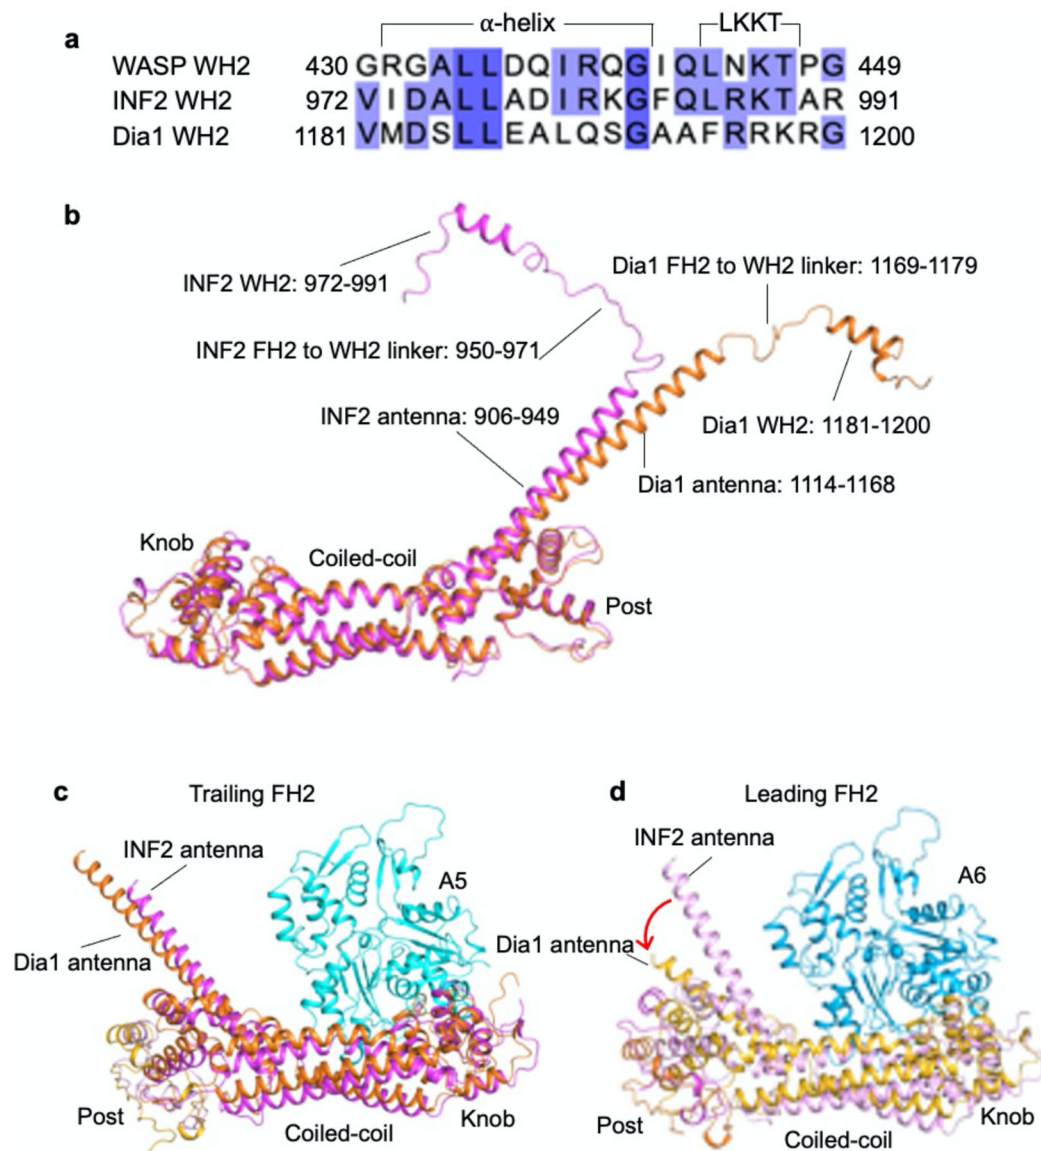 a
α-helix LKKT
WASP WH2 430 GRGALLDQIRQGIQLNKTPG 449
INF2 WH2 972 VIDALLADIRKGFQLRKTAR 991
Dia1 WH2 1181 VMDSLLEALQSGAAFRRKRG 1200
b
INF2 WH2: 972-991
Dia1 FH2 to WH2 linker: 1169-1179
INF2 FH2 to WH2 linker: 950-971
INF2 antenna: 906-949
Dia1 WH2: 1181-1200
Dia1 antenna: 1114-1168
Knob
Coiled-coil
Post
c Trailing FH2
INF2 antenna
A5
Dia1 antenna
Post
Coiled-coil
Knob
d Leading FH2
INF2 antenna
A6
Dia1 antenna
Post
Coiled-coil
Knob